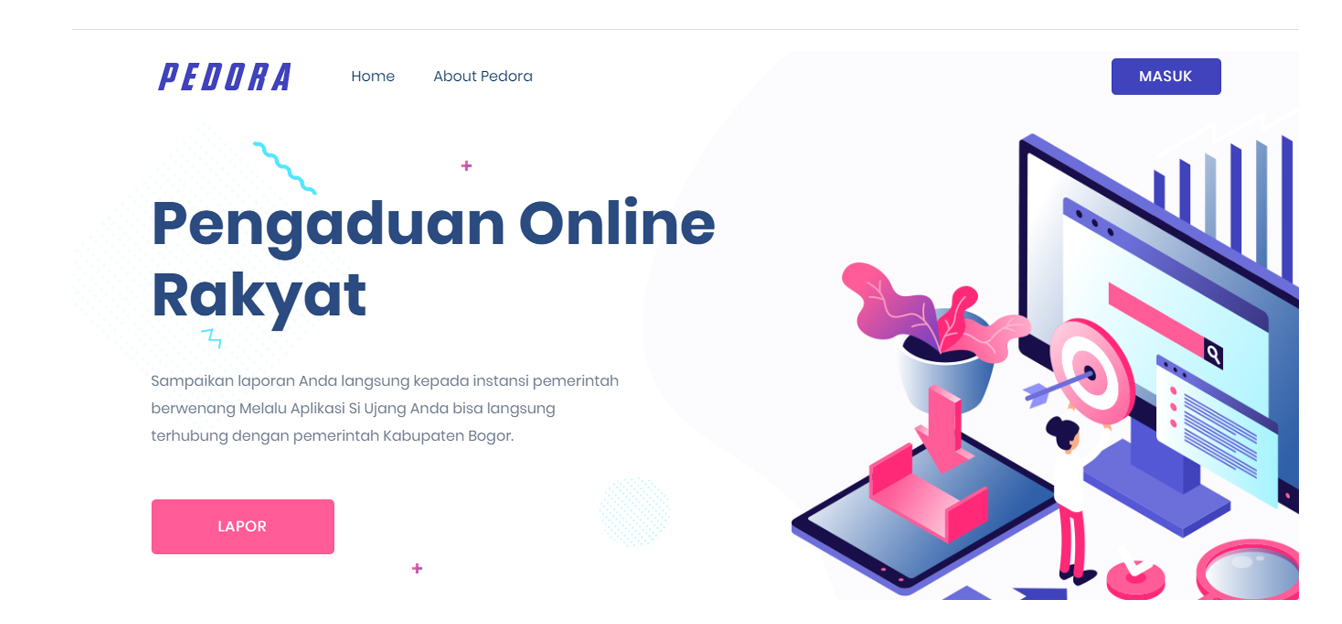 PEDORA
Home
About Pedora
MASUK
Pengaduan Online
Rakyat
Sampaikan laporan Anda langsung kepada instansi pemerintah
berwenang Melalu Aplikasi Si Ujang Anda bisa langsung
terhubung dengan pemerintah Kabupaten Bogor.
LAPOR